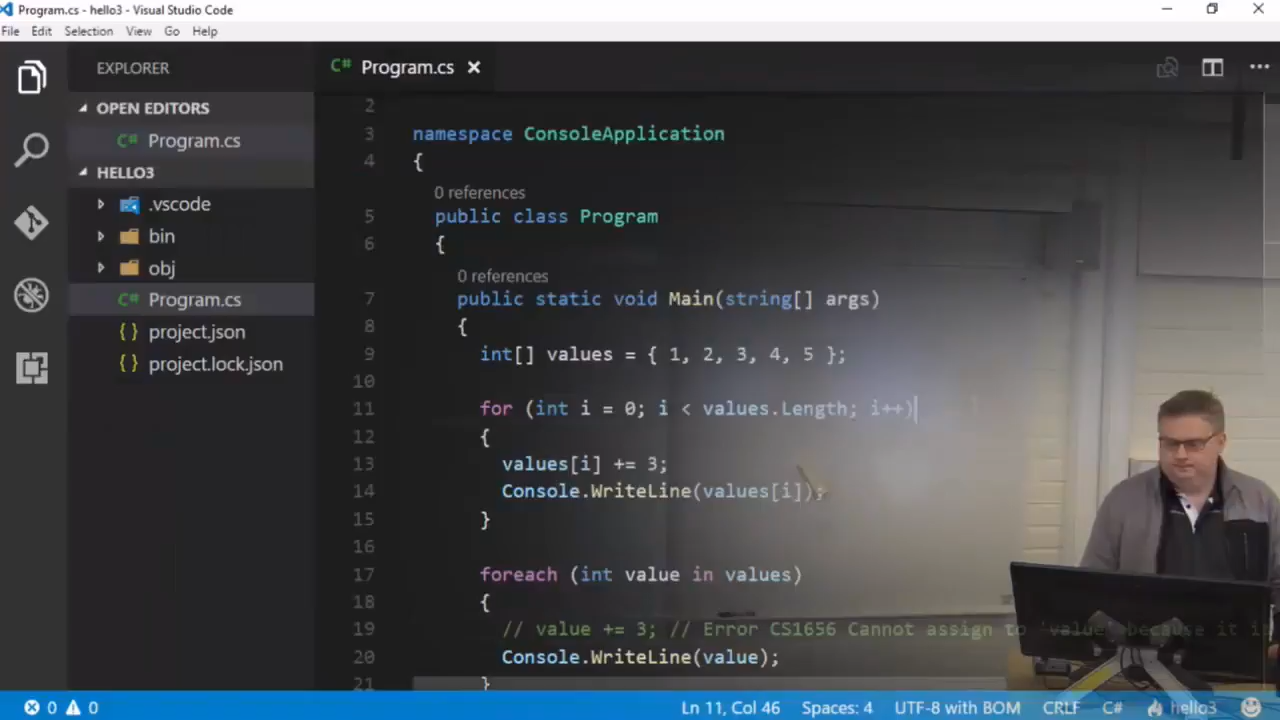 Program.cs - hello3 - Visual Studio Code
File Edit Selection View Go Help
EXPLORER
OPEN EDITORS
C# Program.cs
HELLO3
.vscode
bin
obj
C# Program.cs
{ } project.json
{ } project.lock.json
C# Program.cs
2
3 namespace ConsoleApplication
4 {
0 references
5 public class Program
6 {
0 references
7 public static void Main(string[] args)
8 {
9 int[] values = { 1, 2, 3, 4, 5 };
10
11 for (int i = 0; i < values.Length; i++)
12 {
13 values[i] += 3;
14 Console.WriteLine(values[i]);
15 }
16
17 foreach (int value in values)
18 {
19 // value += 3; // Error CS1656 Cannot assign to 'value' because it i
20 Console.WriteLine(value);
21 }
0 0 Ln 11, Col 46 Spaces: 4 UTF-8 with BOM CRLF C# hello3